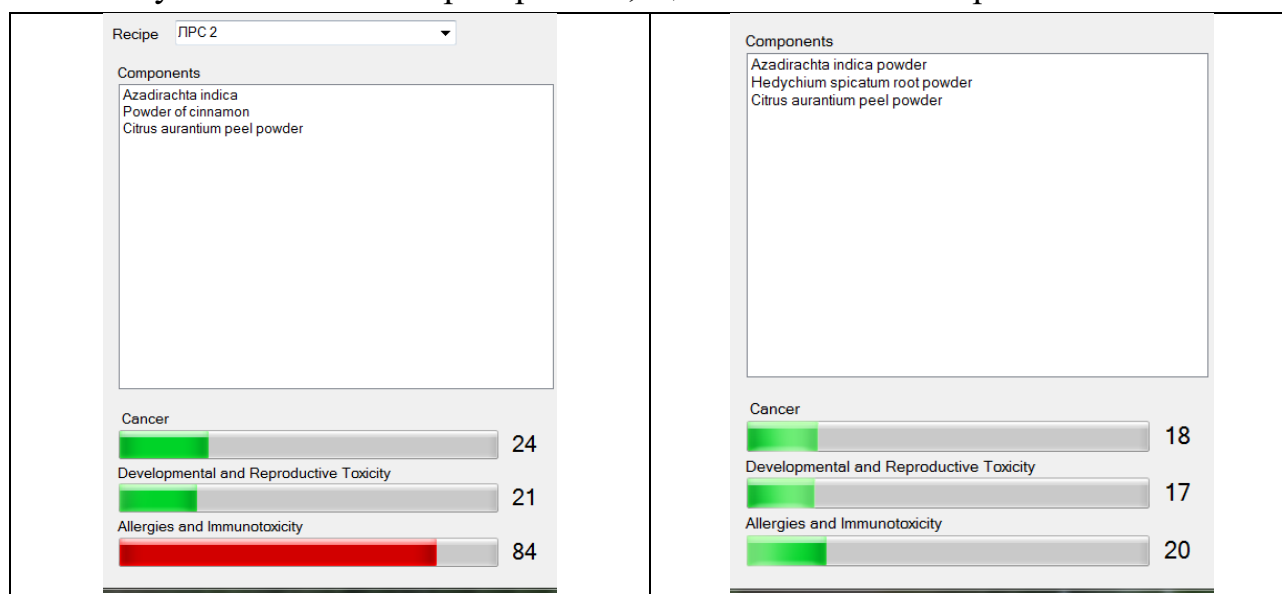 Recipe ЛРС 2
Components
Azadirachta indica
Powder of cinnamon
Citrus aurantium peel powder
Cancer
24
Developmental and Reproductive Toxicity
21
Allergies and Immunotoxicity
84
Components
Azadirachta indica powder
Hedychium spicatum root powder
Citrus aurantium peel powder
Cancer
18
Developmental and Reproductive Toxicity
17
Allergies and Immunotoxicity
20